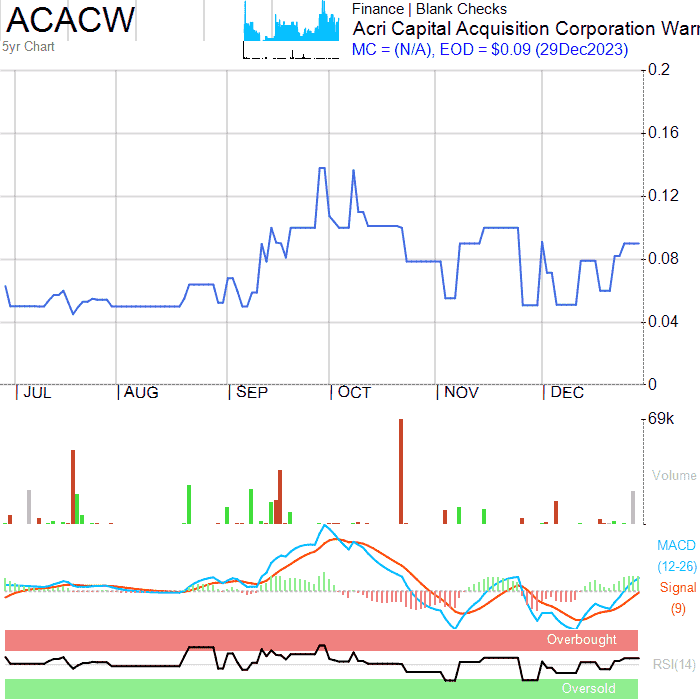 ACACW
5yr Chart
Finance | Blank Checks
Acri Capital Acquisition Corporation Warr
MC = (N/A), EOD = $0.09 (29Dec2023)
0.2
0.16
0.12
0.08
0.04
0
JUL AUG SEP OCT NOV DEC
69k
Volume
MACD
(12-26)
Signal
(9)
Overbought
RSI(14)
Oversold